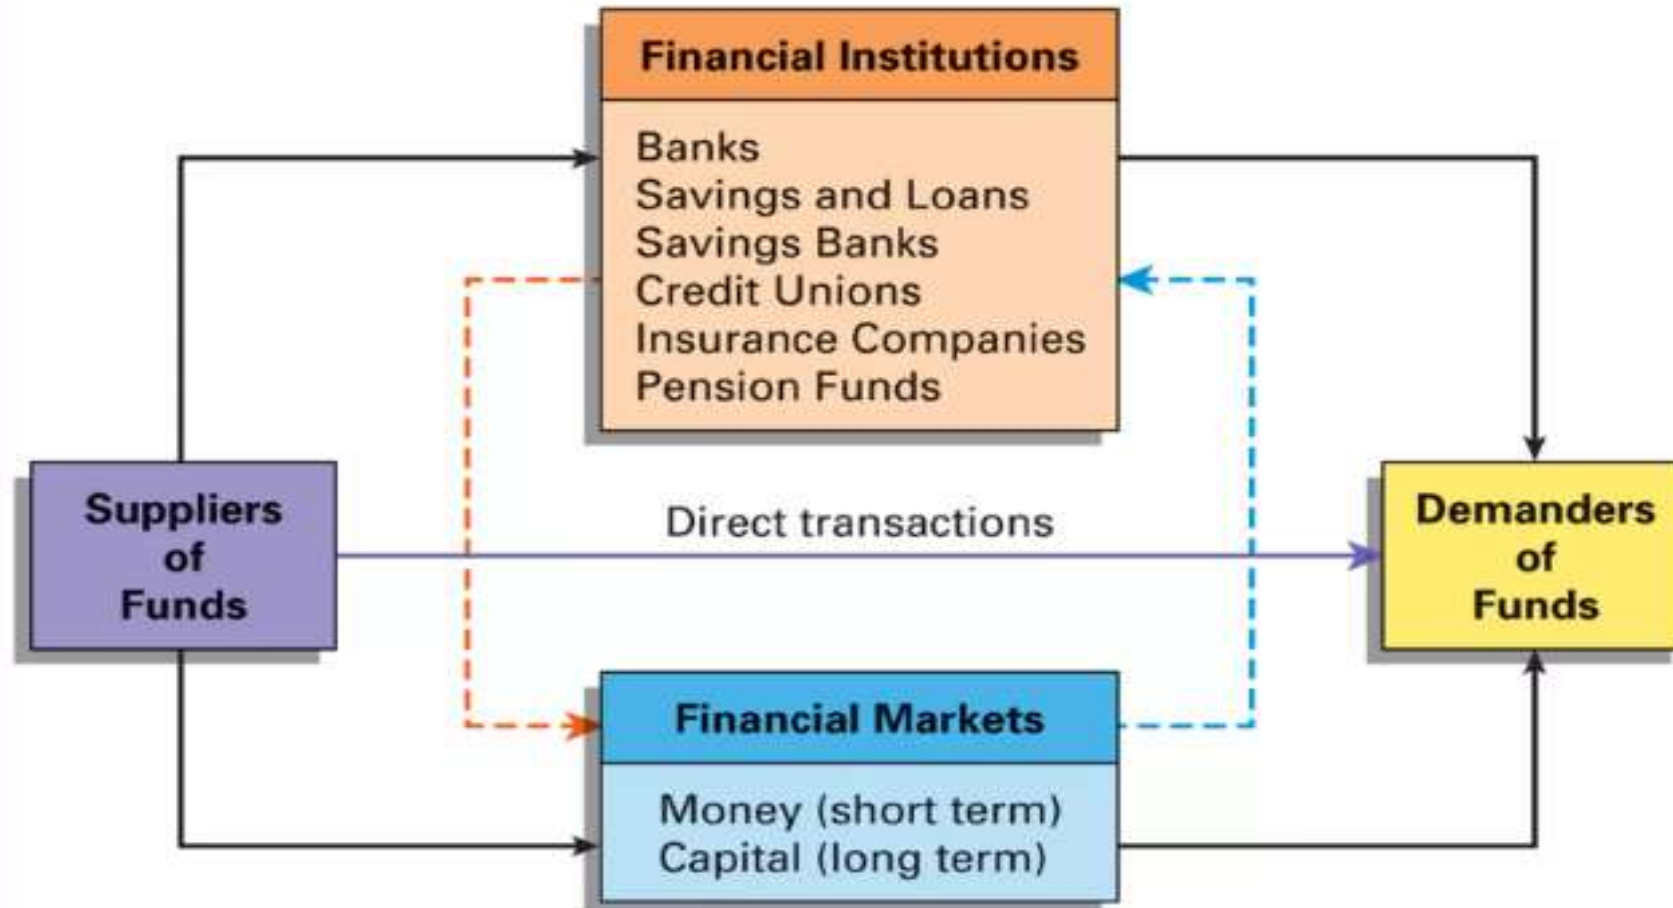 Financial Institutions
Banks
Savings and Loans
Savings Banks
Credit Unions
Insurance Companies
Pension Funds
Suppliers
of
Funds
Direct transactions
Demanders
of
Funds
Financial Markets
Money (short term)
Capital (long term)